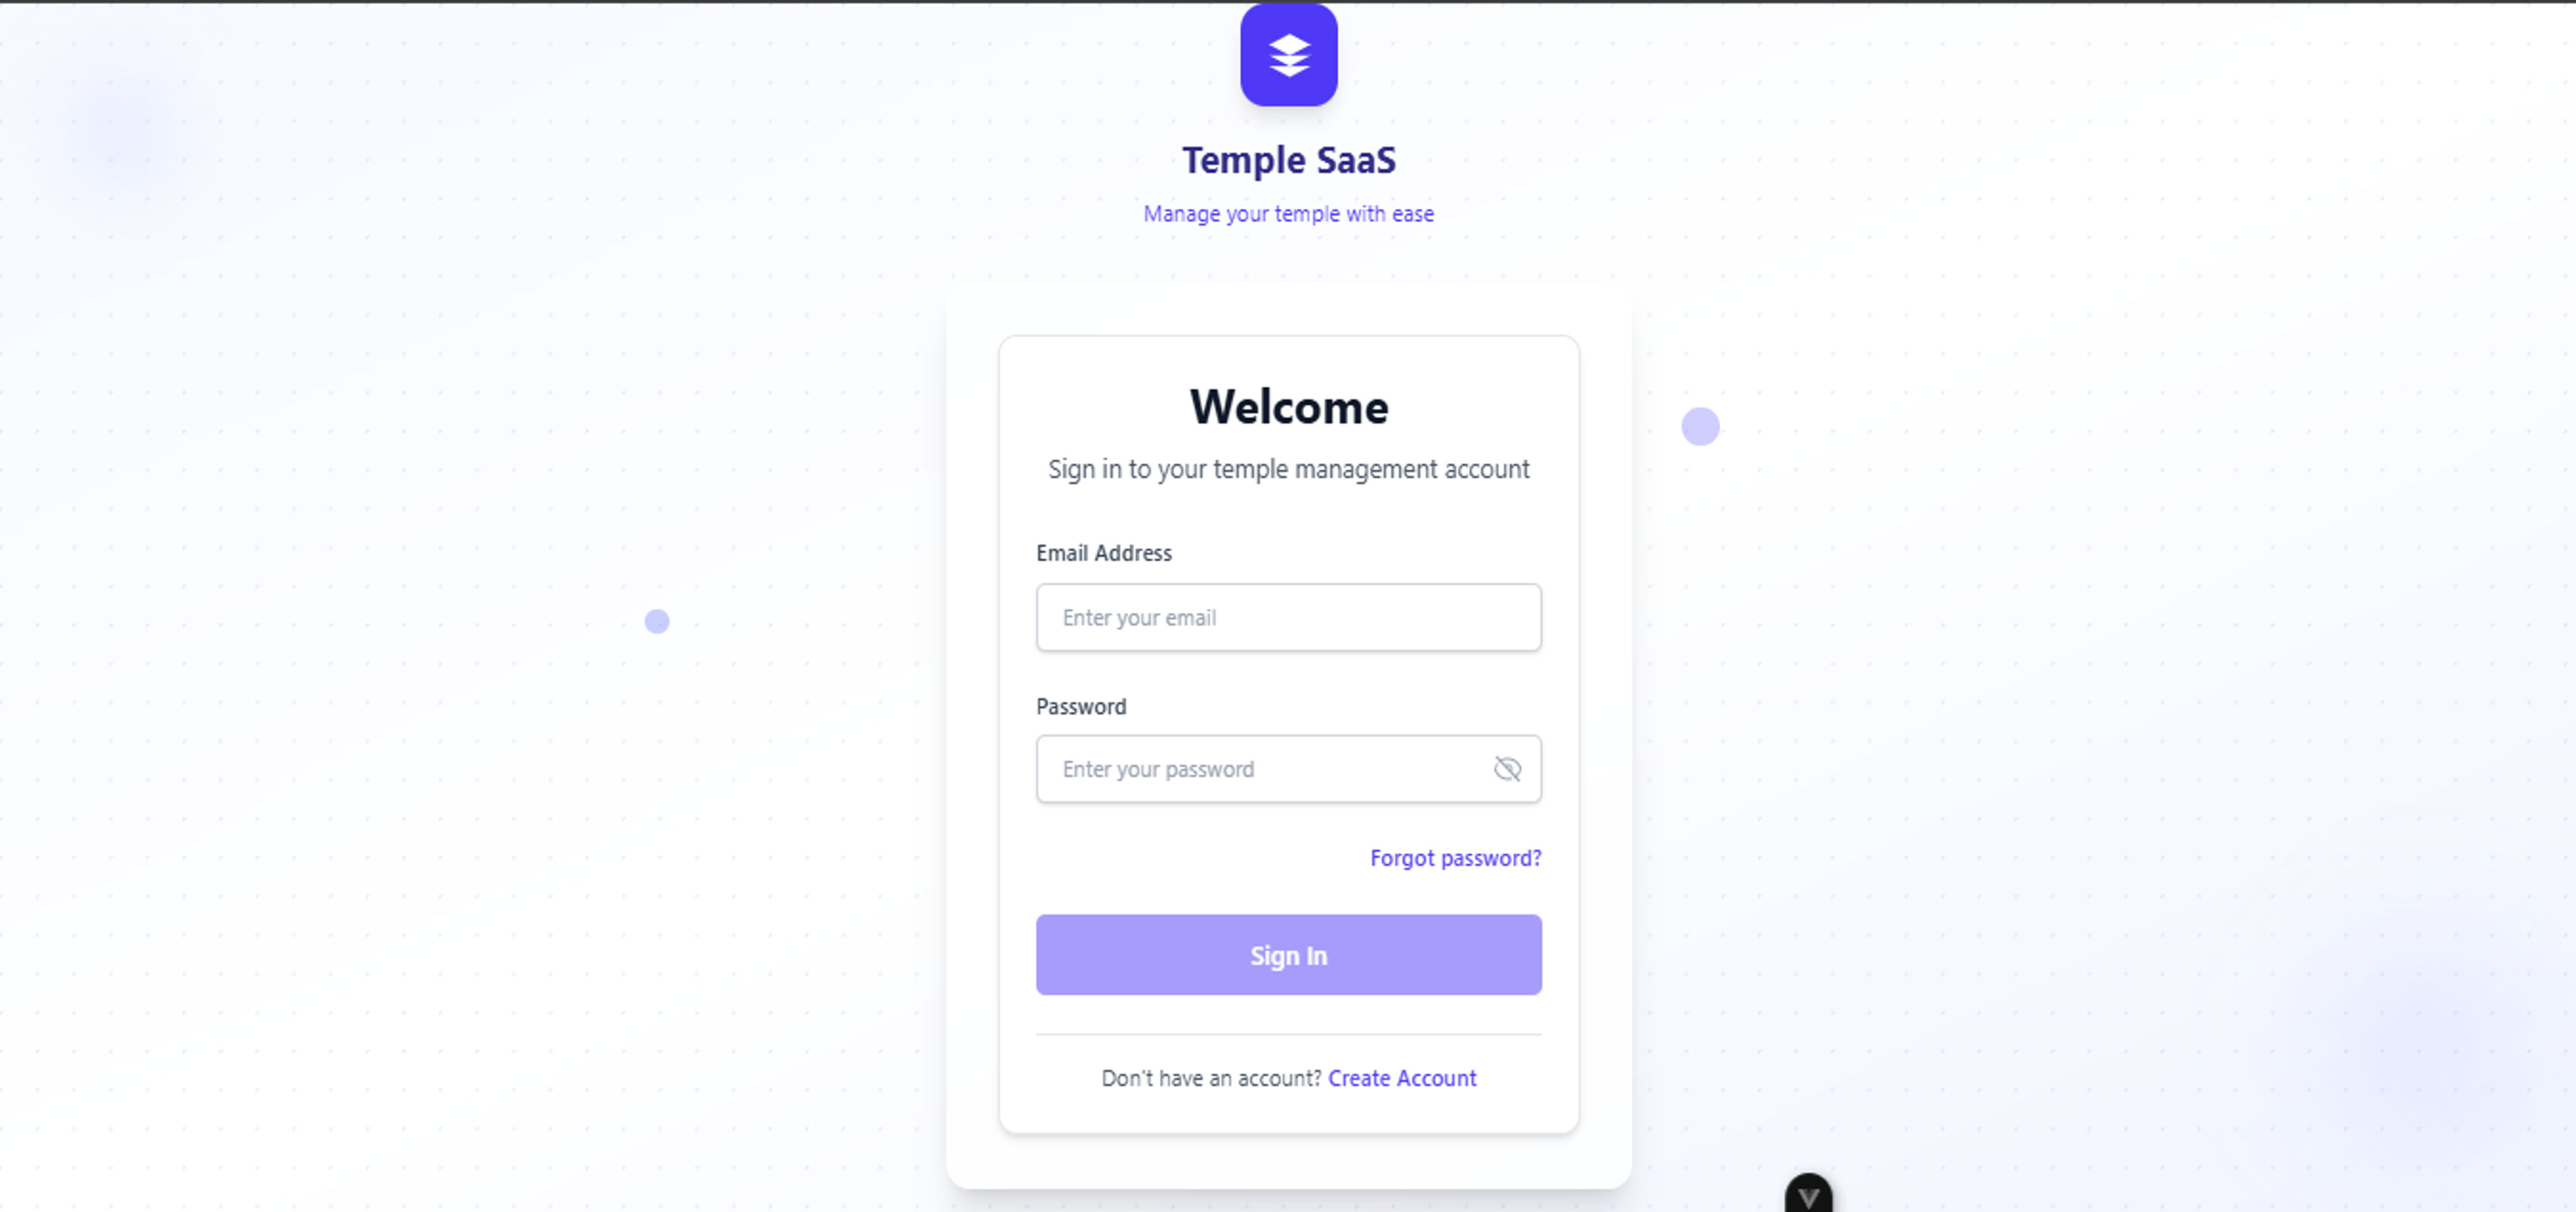 Temple SaaS
Manage your temple with ease
Welcome
Sign in to your temple management account
Email Address
Enter your email
Password
Enter your password
Forgot password?
Sign In
Don't have an account? Create Account